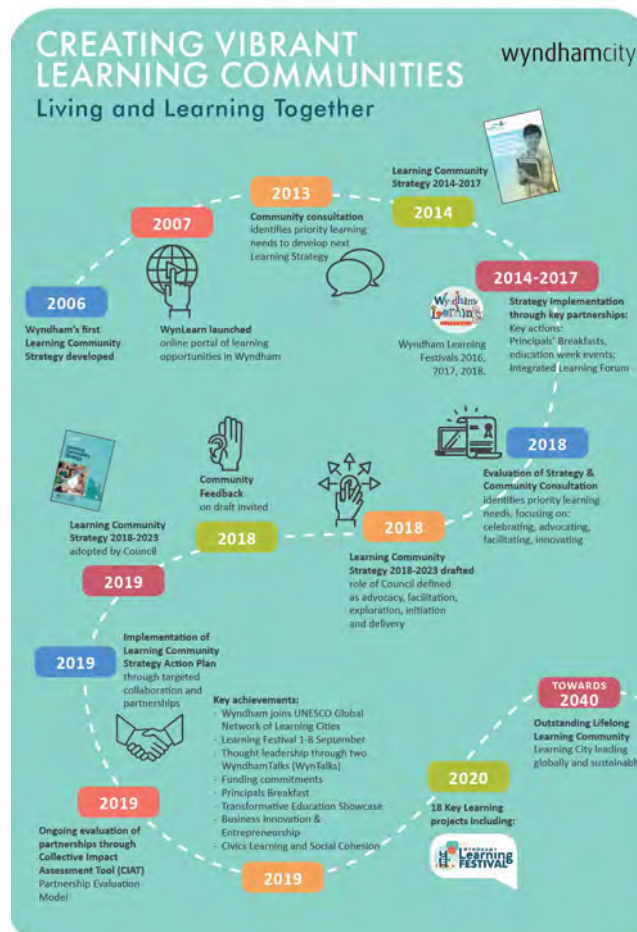 CREATING VIBRANT
LEARNING COMMUNITIES
Living and Learning Together
wyndhamcity
2006
Wyndham's first
Learning Community
Strategy developed
2007
WynLearn launched
online portal of learning
opportunities in Wyndham
2013
Community consultation
identifies priority learning
needs to develop next
Learning Strategy
Learning Community
Strategy 2014-2017
2014
2014-2017
Strategy Implementation
through key partnerships:
Key actions:
Principals' Breakfasts,
education week events;
Integrated Learning Forum
Wyndham
Learning
Wyndham Learning
Festivals 2016,
2017, 2018.
2018
Evaluation of Strategy &
Community Consultation
identifies priority learning
needs, focusing on:
celebrating, advocating,
facilitating, innovating
2018
Learning Community
Strategy 2018-2023 drafted
role of Council defined
as advocacy, facilitation,
exploration, initiation
and delivery
Community
Feedback
on draft invited
2018
Learning
Community
Strategy
Learning Community
Strategy 2018-2023
adopted by Council
2019
2019
Implementation of
Learning Community
Strategy Action Plan
through targeted
collaboration and
partnerships
2019
Ongoing evaluation of
partnerships through
Collective Impact
Assessment Tool (CIAT)
Partnership Evaluation
Model
Key achievements:
- Wyndham joins UNESCO Global
Network of Learning Cities
- Learning Festival 1-8 September
- Thought leadership through two
WyndhamTalks (WynTalks)
- Funding commitments
- Principals Breakfast
- Transformative Education Showcase
- Business Innovation &
Entrepreneurship
- Civics Learning and Social Cohesion
2019
2020
18 Key Learning
projects including:
WYNDHAM
Learning
FESTIVAL
TOWARDS
2040
Outstanding Lifelong
Learning Community
Learning City leading
globally and sustainabl